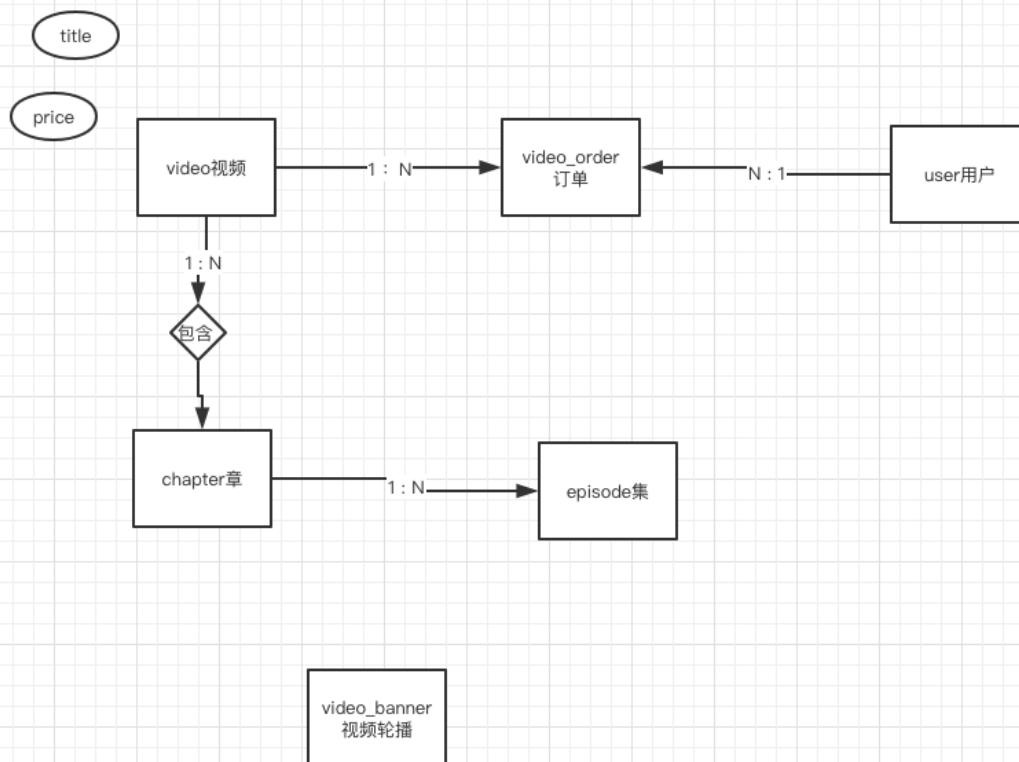 title
price
video视频
1： N
video_order
订单
N : 1
user用户
1 : N
包含
chapter章
1 : N
episode集
video_banner
视频轮播